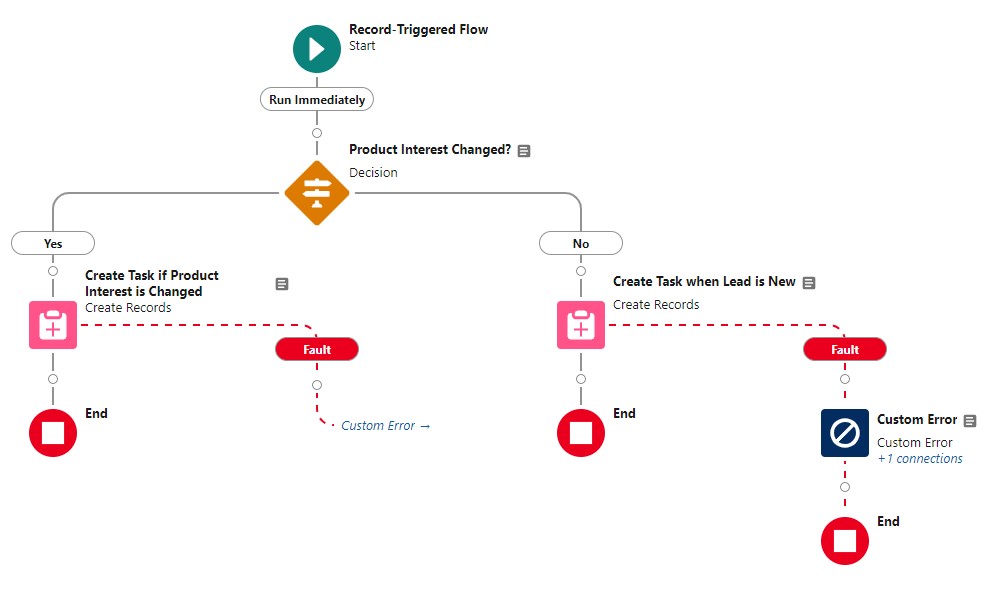 Record-Triggered Flow
Start
Run Immediately
Product Interest Changed?
Decision
Yes
No
Create Task if Product
Interest is Changed
Create Records
Create Task when Lead is New
Create Records
Fault
Fault
End
Custom Error →
End
Custom Error
Custom Error
+1 connections
End